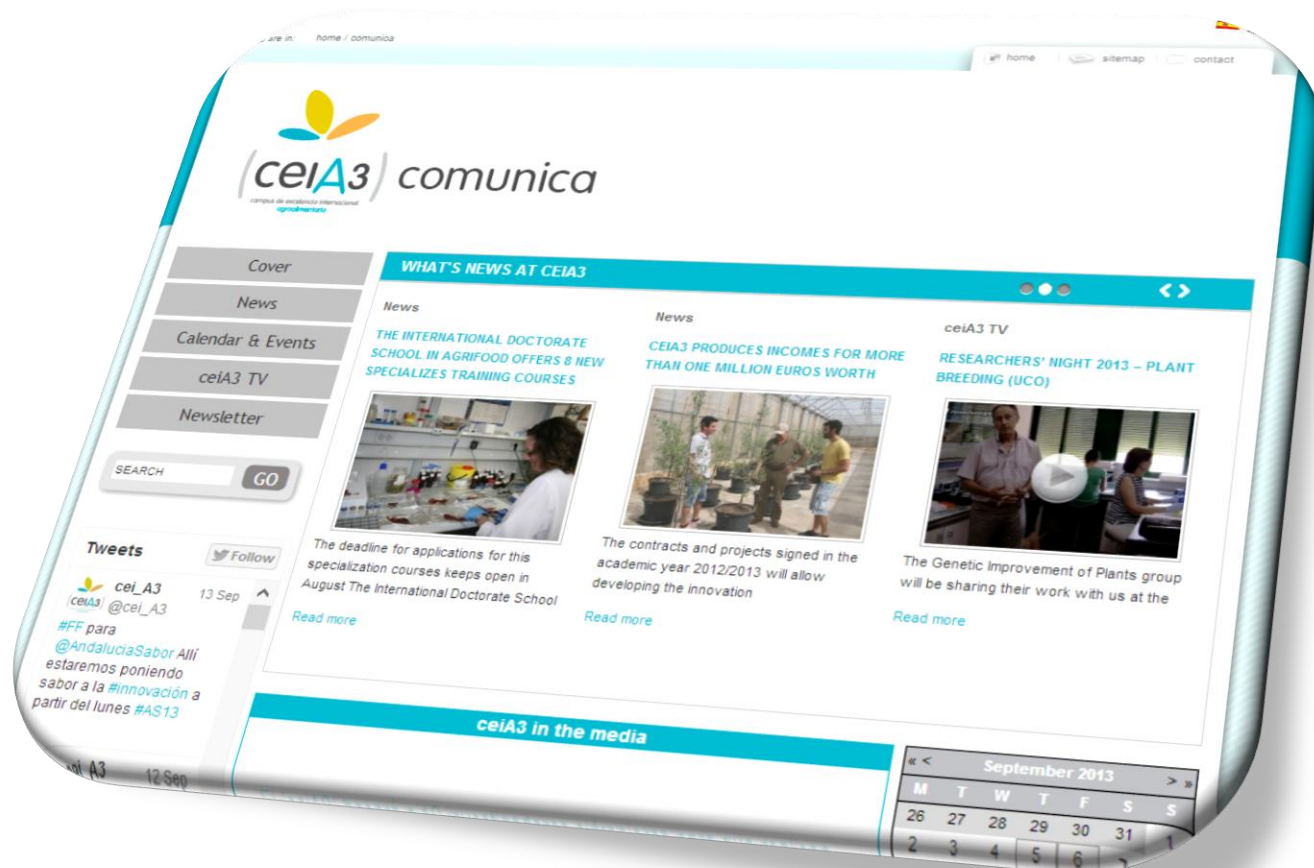 are in: home / comunica
home sitemap contact
(ceiA3) comunica
campus de excelencia internacional
agroalimentario
Cover
News
Calendar & Events
ceiA3 TV
Newsletter
SEARCH GO
WHAT'S NEWS AT CEIA3
News
THE INTERNATIONAL DOCTORATE
SCHOOL IN AGRIFOOD OFFERS 8 NEW
SPECIALIZES TRAINING COURSES
The deadline for applications for this
specialization courses keeps open in
August The International Doctorate School
Read more
News
CEIA3 PRODUCES INCOMES FOR MORE
THAN ONE MILLION EUROS WORTH
The contracts and projects signed in the
academic year 2012/2013 will allow
developing the innovation
Read more
ceiA3 TV
RESEARCHERS' NIGHT 2013 – PLANT
BREEDING (UCO)
The Genetic Improvement of Plants group
will be sharing their work with us at the
Read more
Tweets Follow
cei_A3 13 Sep
(ceiA3) @cei_A3
#FF para
@AndaluciaSabor Allí
estaremos poniendo
sabor a la #innovación a
partir del lunes #AS13
cei_A3 12 Sep
ceiA3 in the media
« < September 2013 > »
M T W T F S S
26 27 28 29 30 31 1
2 3 4 5 6